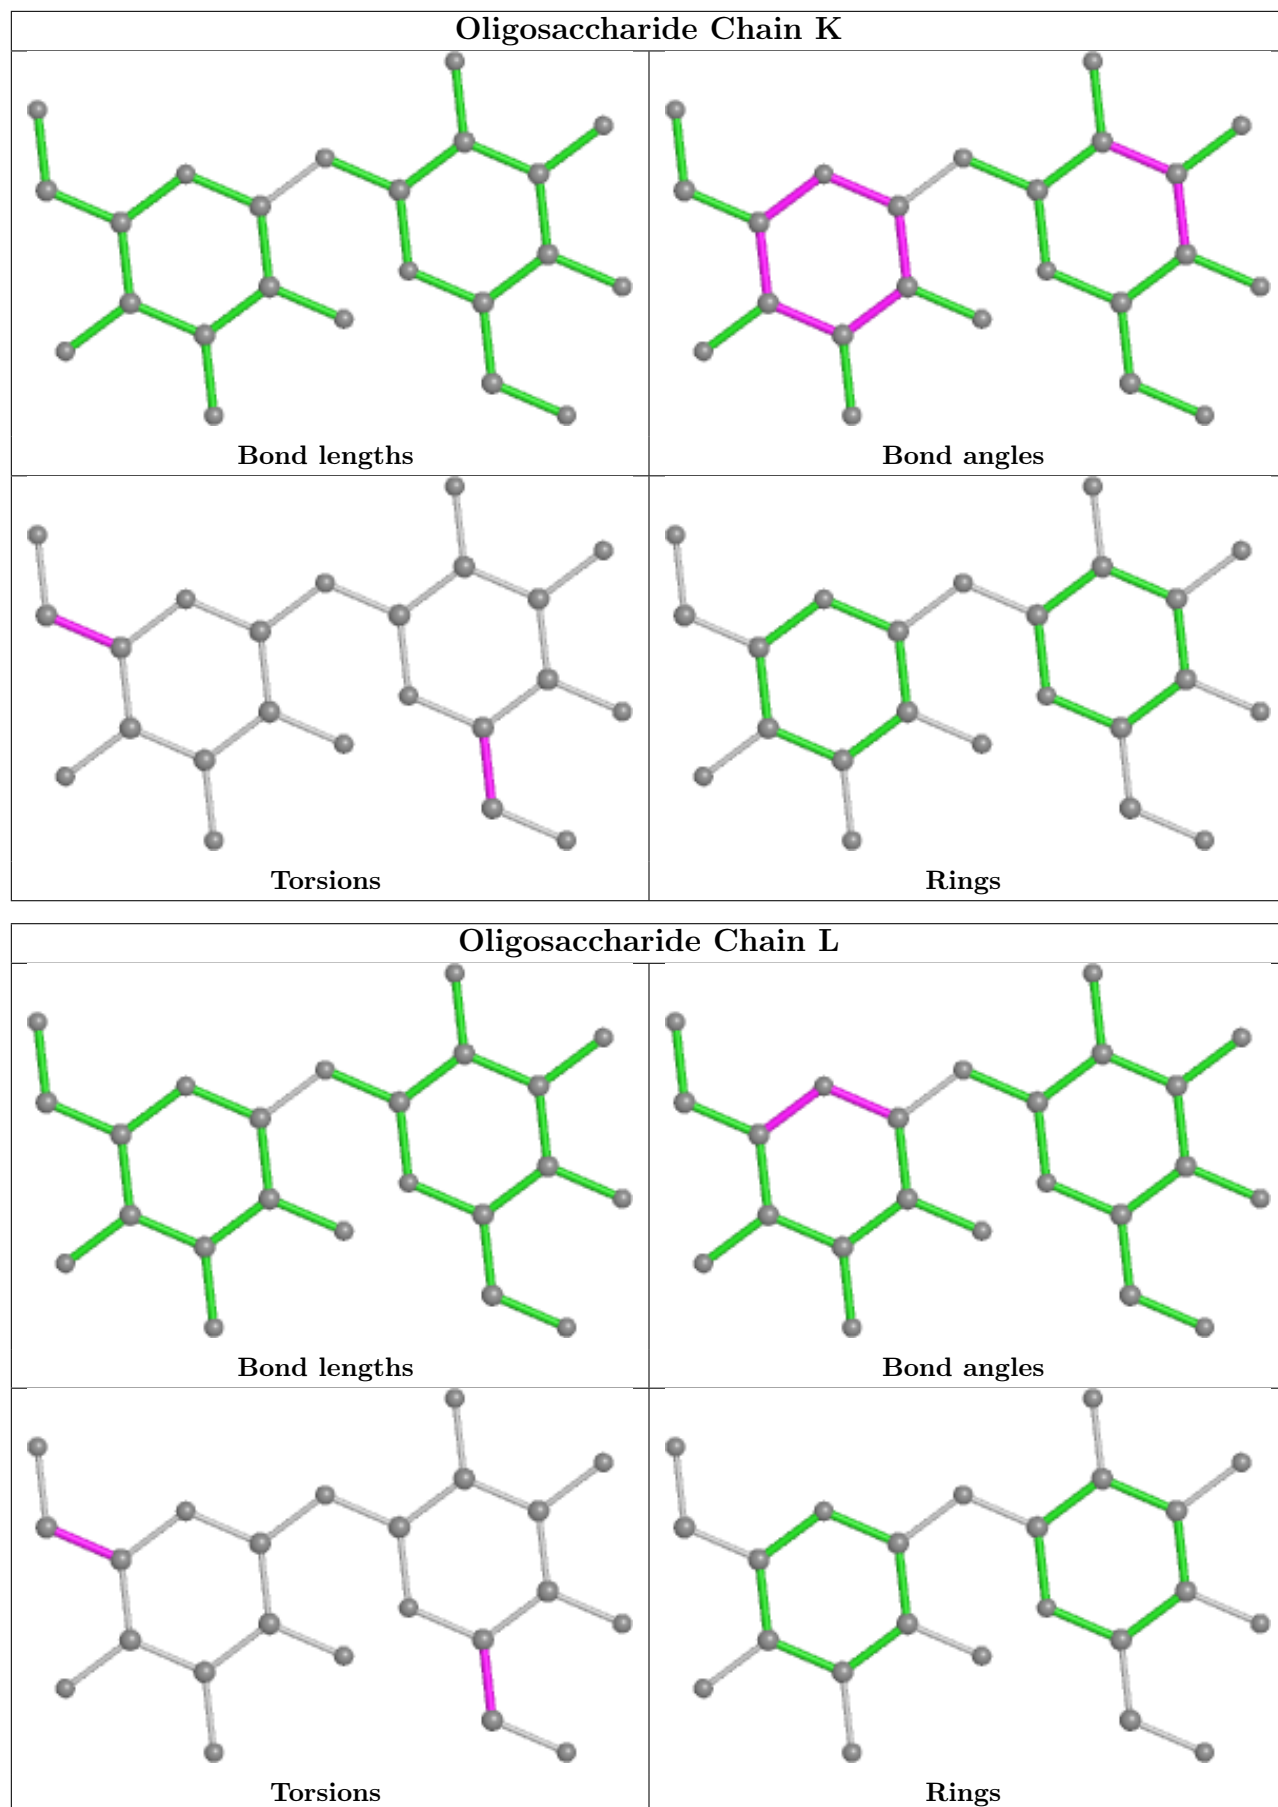 Oligosaccharide Chain K
Bond lengths
Bond angles
Torsions
Rings
Oligosaccharide Chain L
Bond lengths
Bond angles
Torsions
Rings